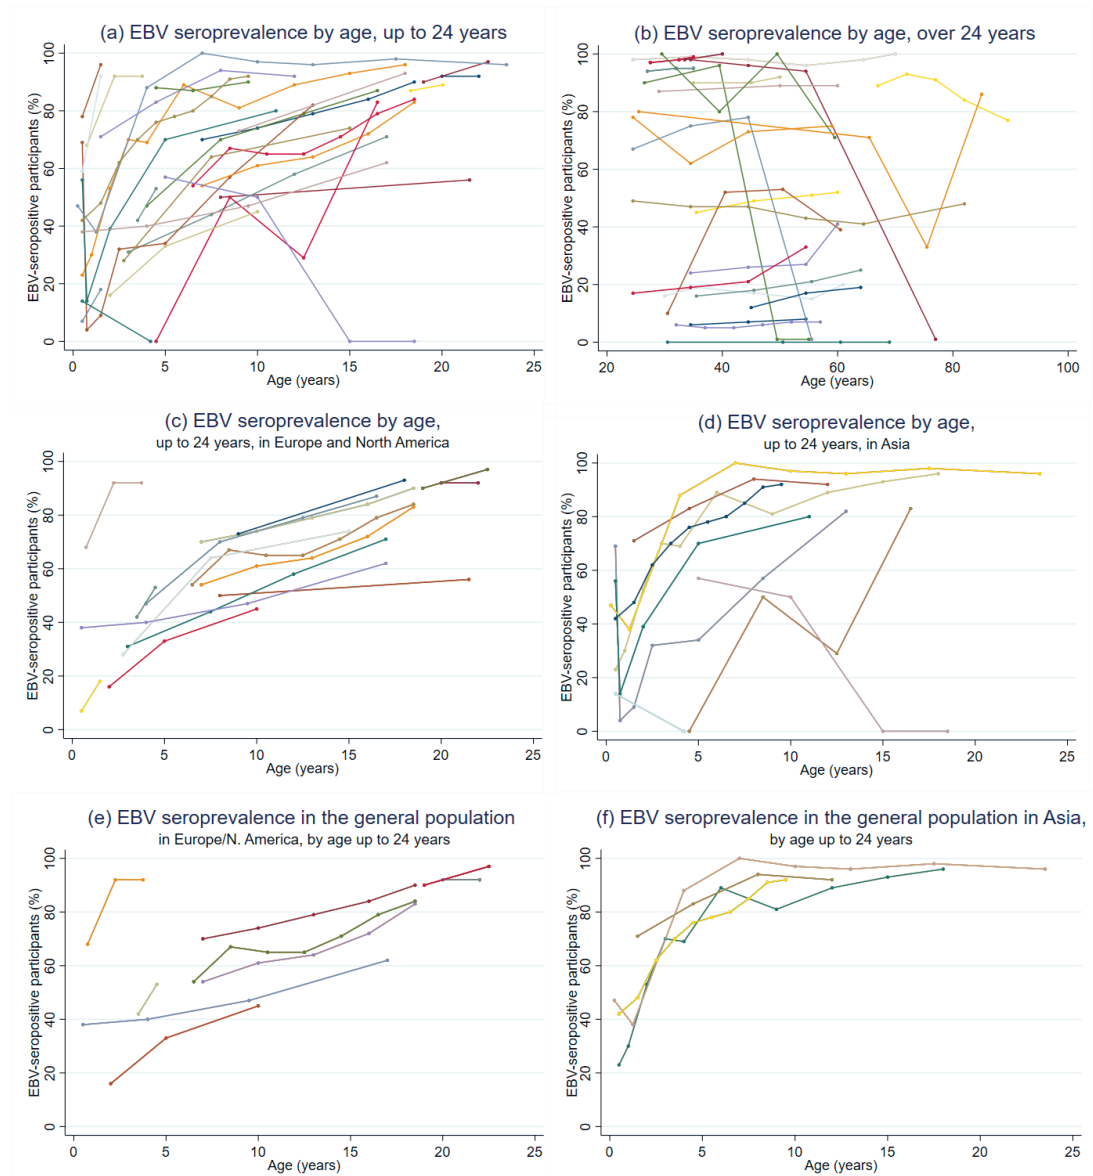 (a) EBV seroprevalence by age, up to 24 years
EBV-seropositive participants (%)
100
80
60
40
20
0
0 5 10 15 20 25
Age (years)
(b) EBV seroprevalence by age, over 24 years
EBV-seropositive participants (%)
100
80
60
40
20
0
20 40 60 80 100
Age (years)
(c) EBV seroprevalence by age,
up to 24 years, in Europe and North America
EBV-seropositive participants (%)
100
80
60
40
20
0
0 5 10 15 20 25
Age (years)
(d) EBV seroprevalence by age,
up to 24 years, in Asia
EBV-seropositive participants (%)
100
80
60
40
20
0
0 5 10 15 20 25
Age (years)
(e) EBV seroprevalence in the general population
in Europe/N. America, by age up to 24 years
EBV-seropositive participants (%)
100
80
60
40
20
0
0 5 10 15 20 25
Age (years)
(f) EBV seroprevalence in the general population in Asia,
by age up to 24 years
EBV-seropositive participants (%)
100
80
60
40
20
0
0 5 10 15 20 25
Age (years)